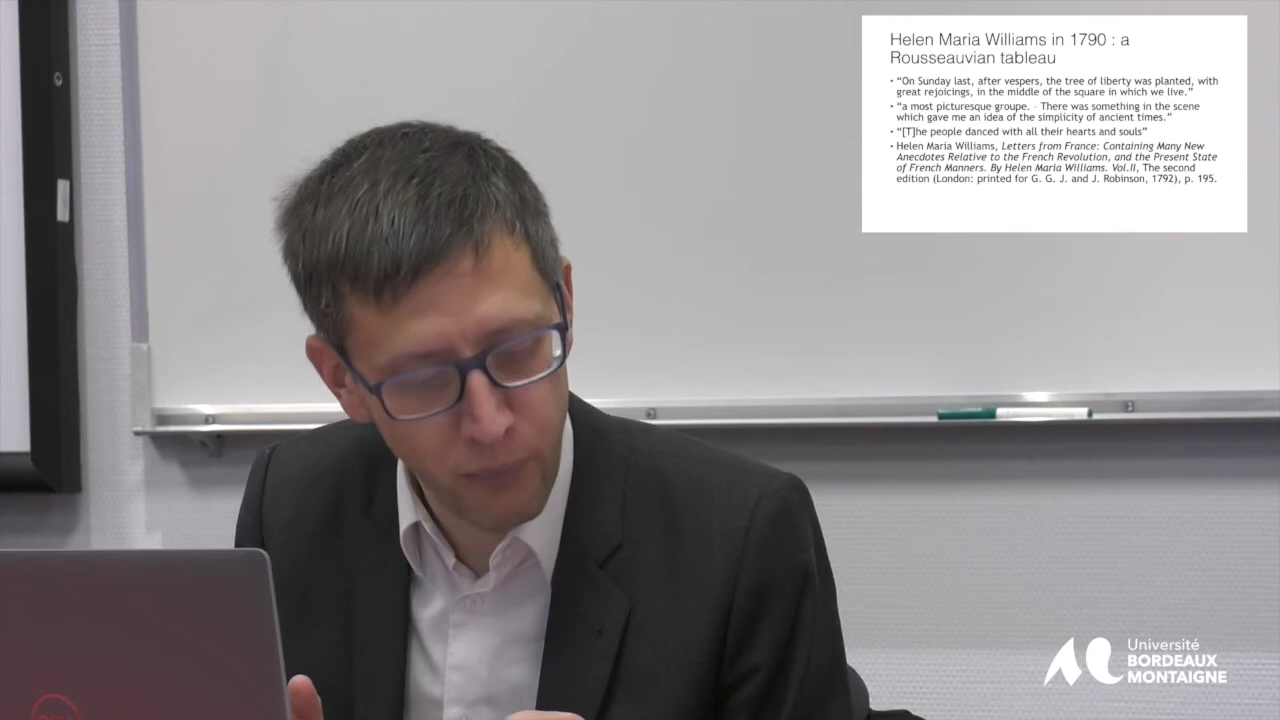 Helen Maria Williams in 1790 : a
Rousseauvian tableau
• “On Sunday last, after vespers, the tree of liberty was planted, with
great rejoicings, in the middle of the square in which we live.”
• “a most picturesque groupe. – There was something in the scene
which gave me an idea of the simplicity of ancient times.”
• “[T]he people danced with all their hearts and souls”
• Helen Maria Williams, Letters from France: Containing Many New
Anecdotes Relative to the French Revolution, and the Present State
of French Manners. By Helen Maria Williams. Vol.II, The second
edition (London: printed for G. G. J. and J. Robinson, 1792), p. 195.
Université
BORDEAUX
MONTAIGNE